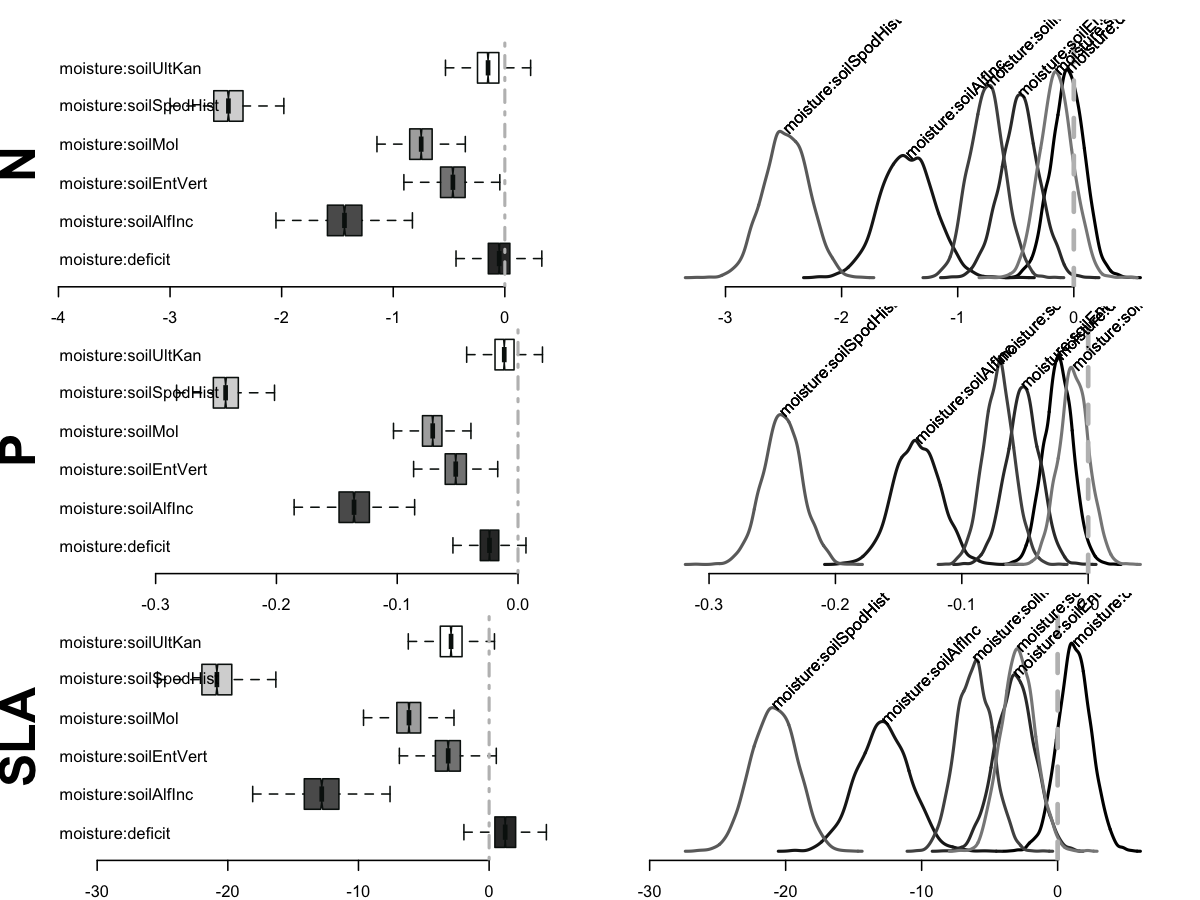 N
moisture:soilUltKan
moisture:soilSpodHist
moisture:soilMol
moisture:soilEntVert
moisture:soilAlfInc
moisture:deficit
-4 -3 -2 -1 0
moisture:soilSpodHist
moisture:soilAlfInc
-3 -2 -1 0
P
moisture:soilUltKan
moisture:soilSpodHist
moisture:soilMol
moisture:soilEntVert
moisture:soilAlfInc
moisture:deficit
-0.3 -0.2 -0.1 0.0
moisture:soilSpodHist
moisture:soilAlfInc
-0.3 -0.2 -0.1
SLA
moisture:soilUltKan
moisture:soilSpodHist
moisture:soilMol
moisture:soilEntVert
moisture:soilAlfInc
moisture:deficit
-30 -20 -10 0
moisture:soilSpodHist
moisture:soilAlfInc
-30 -20 -10 0